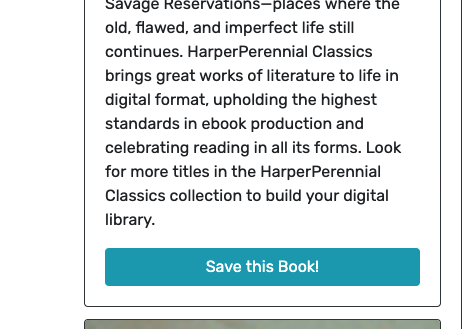 Savage Reservations—places where the
old, flawed, and imperfect life still
continues. HarperPerennial Classics
brings great works of literature to life in
digital format, upholding the highest
standards in ebook production and
celebrating reading in all its forms. Look
for more titles in the HarperPerennial
Classics collection to build your digital
library.
Save this Book!